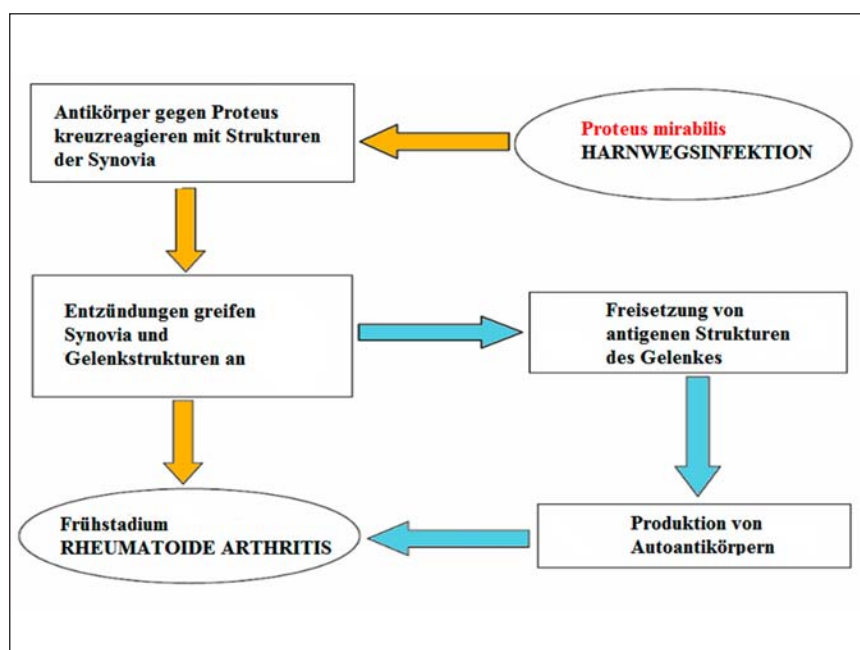 Proteus mirabilis
HARNWEGSINFEKTION
Antikörper gegen Proteus
kreuzreagieren mit Strukturen
der Synovia
Entzündungen greifen
Synovia und
Gelenkstrukturen an
Freisetzung von
antigenen Strukturen
des Gelenkes
Produktion von
Autoantikörpern
Frühstadium
RHEUMATOIDE ARTHRITIS